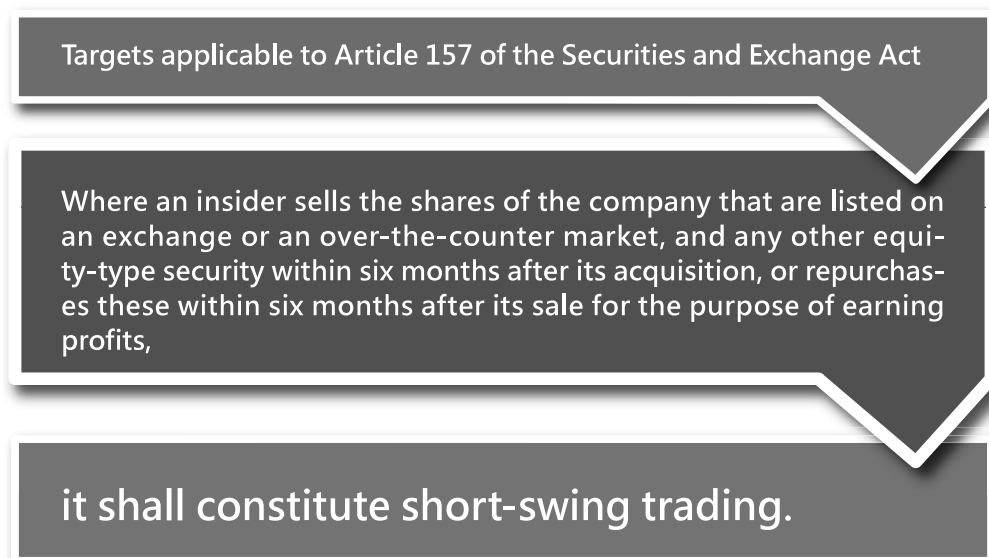 Targets applicable to Article 157 of the Securities and Exchange Act
Where an insider sells the shares of the company that are listed on
an exchange or an over-the-counter market, and any other equi-
ty-type security within six months after its acquisition, or repurchas-
es these within six months after its sale for the purpose of earning
profits,
it shall constitute short-swing trading.